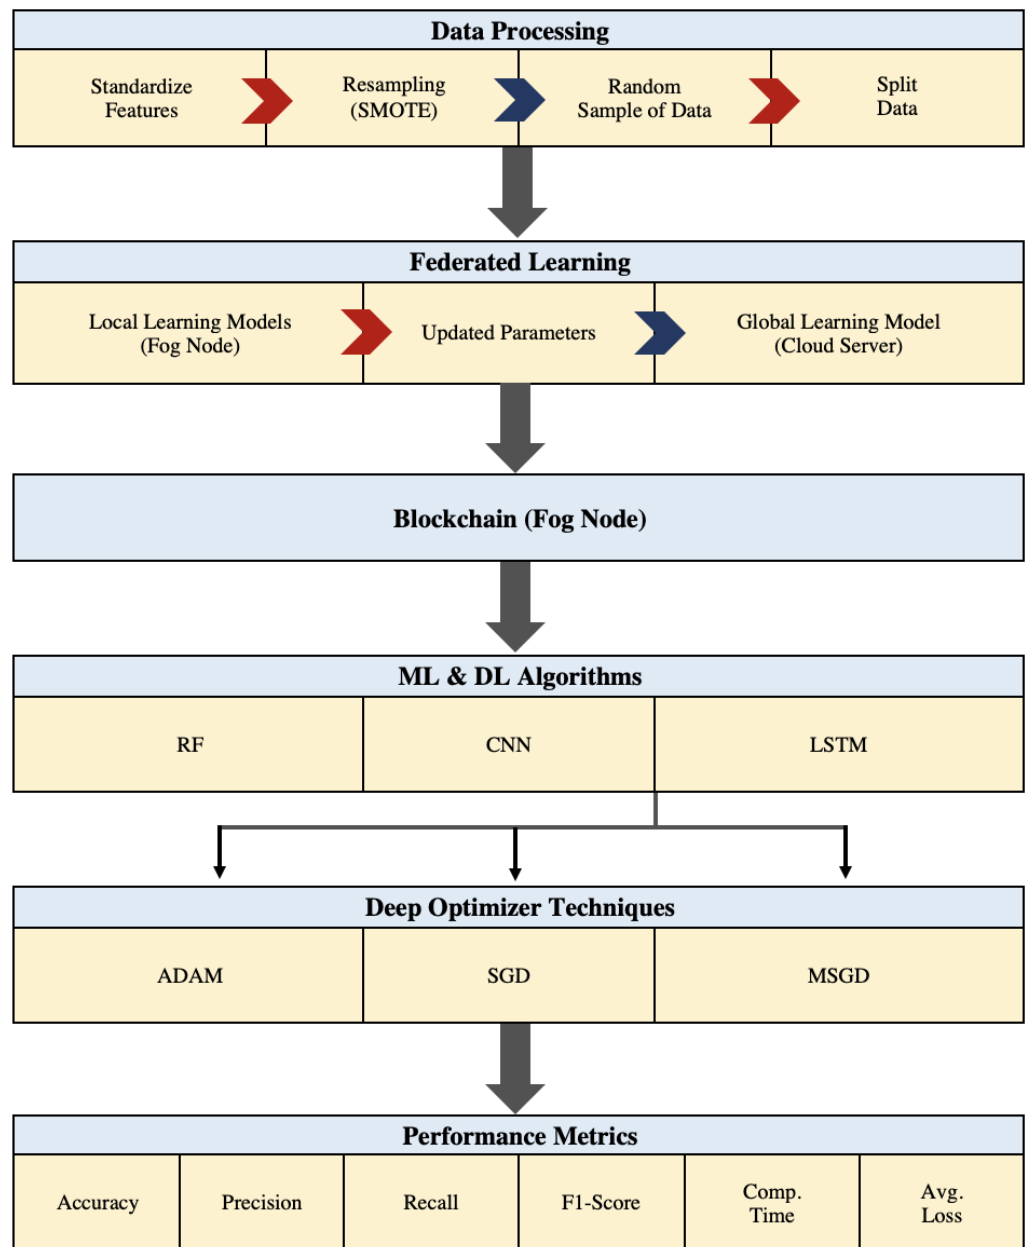 Data Processing
Standardize
Features
Resampling
(SMOTE)
Random
Sample of Data
Split
Data
Federated Learning
Local Learning Models
(Fog Node)
Updated Parameters
Global Learning Model
(Cloud Server)
Blockchain (Fog Node)
ML & DL Algorithms
RF
CNN
LSTM
Deep Optimizer Techniques
ADAM
SGD
MSGD
Performance Metrics
Accuracy
Precision
Recall
F1-Score
Comp.
Time
Avg.
Loss